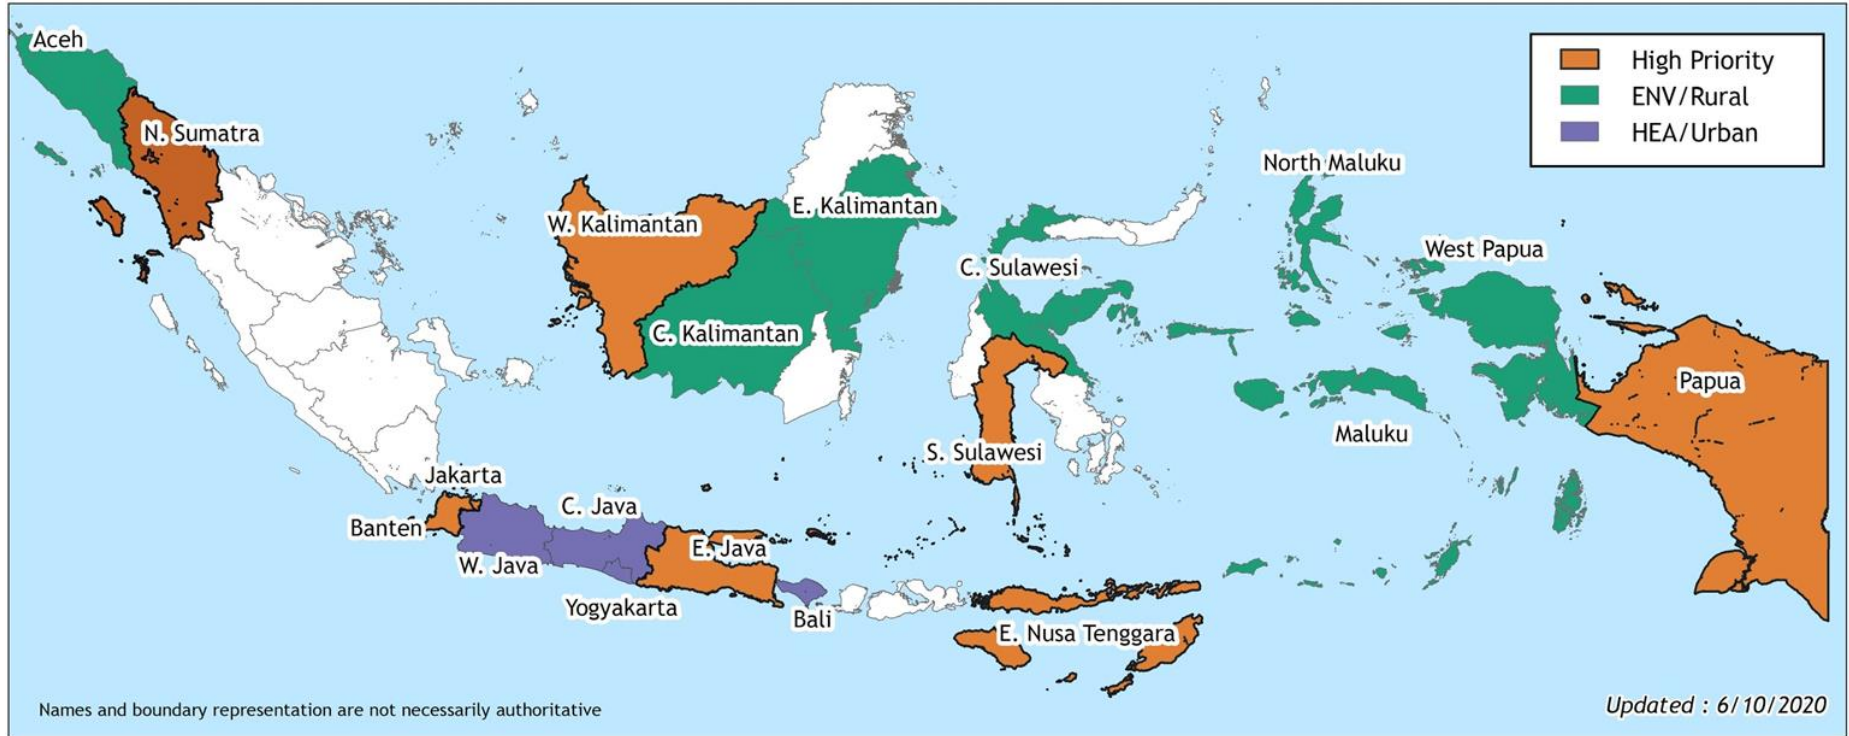 Aceh
N. Sumatra
W. Kalimantan
E. Kalimantan
C. Kalimantan
C. Sulawesi
S. Sulawesi
North Maluku
West Papua
Papua
Maluku
Jakarta
Banten
C. Java
W. Java
E. Java
Yogyakarta
Bali
E. Nusa Tenggara
High Priority
ENV/Rural
HEA/Urban
Names and boundary representation are not necessarily authoritative
Updated : 6/10/2020